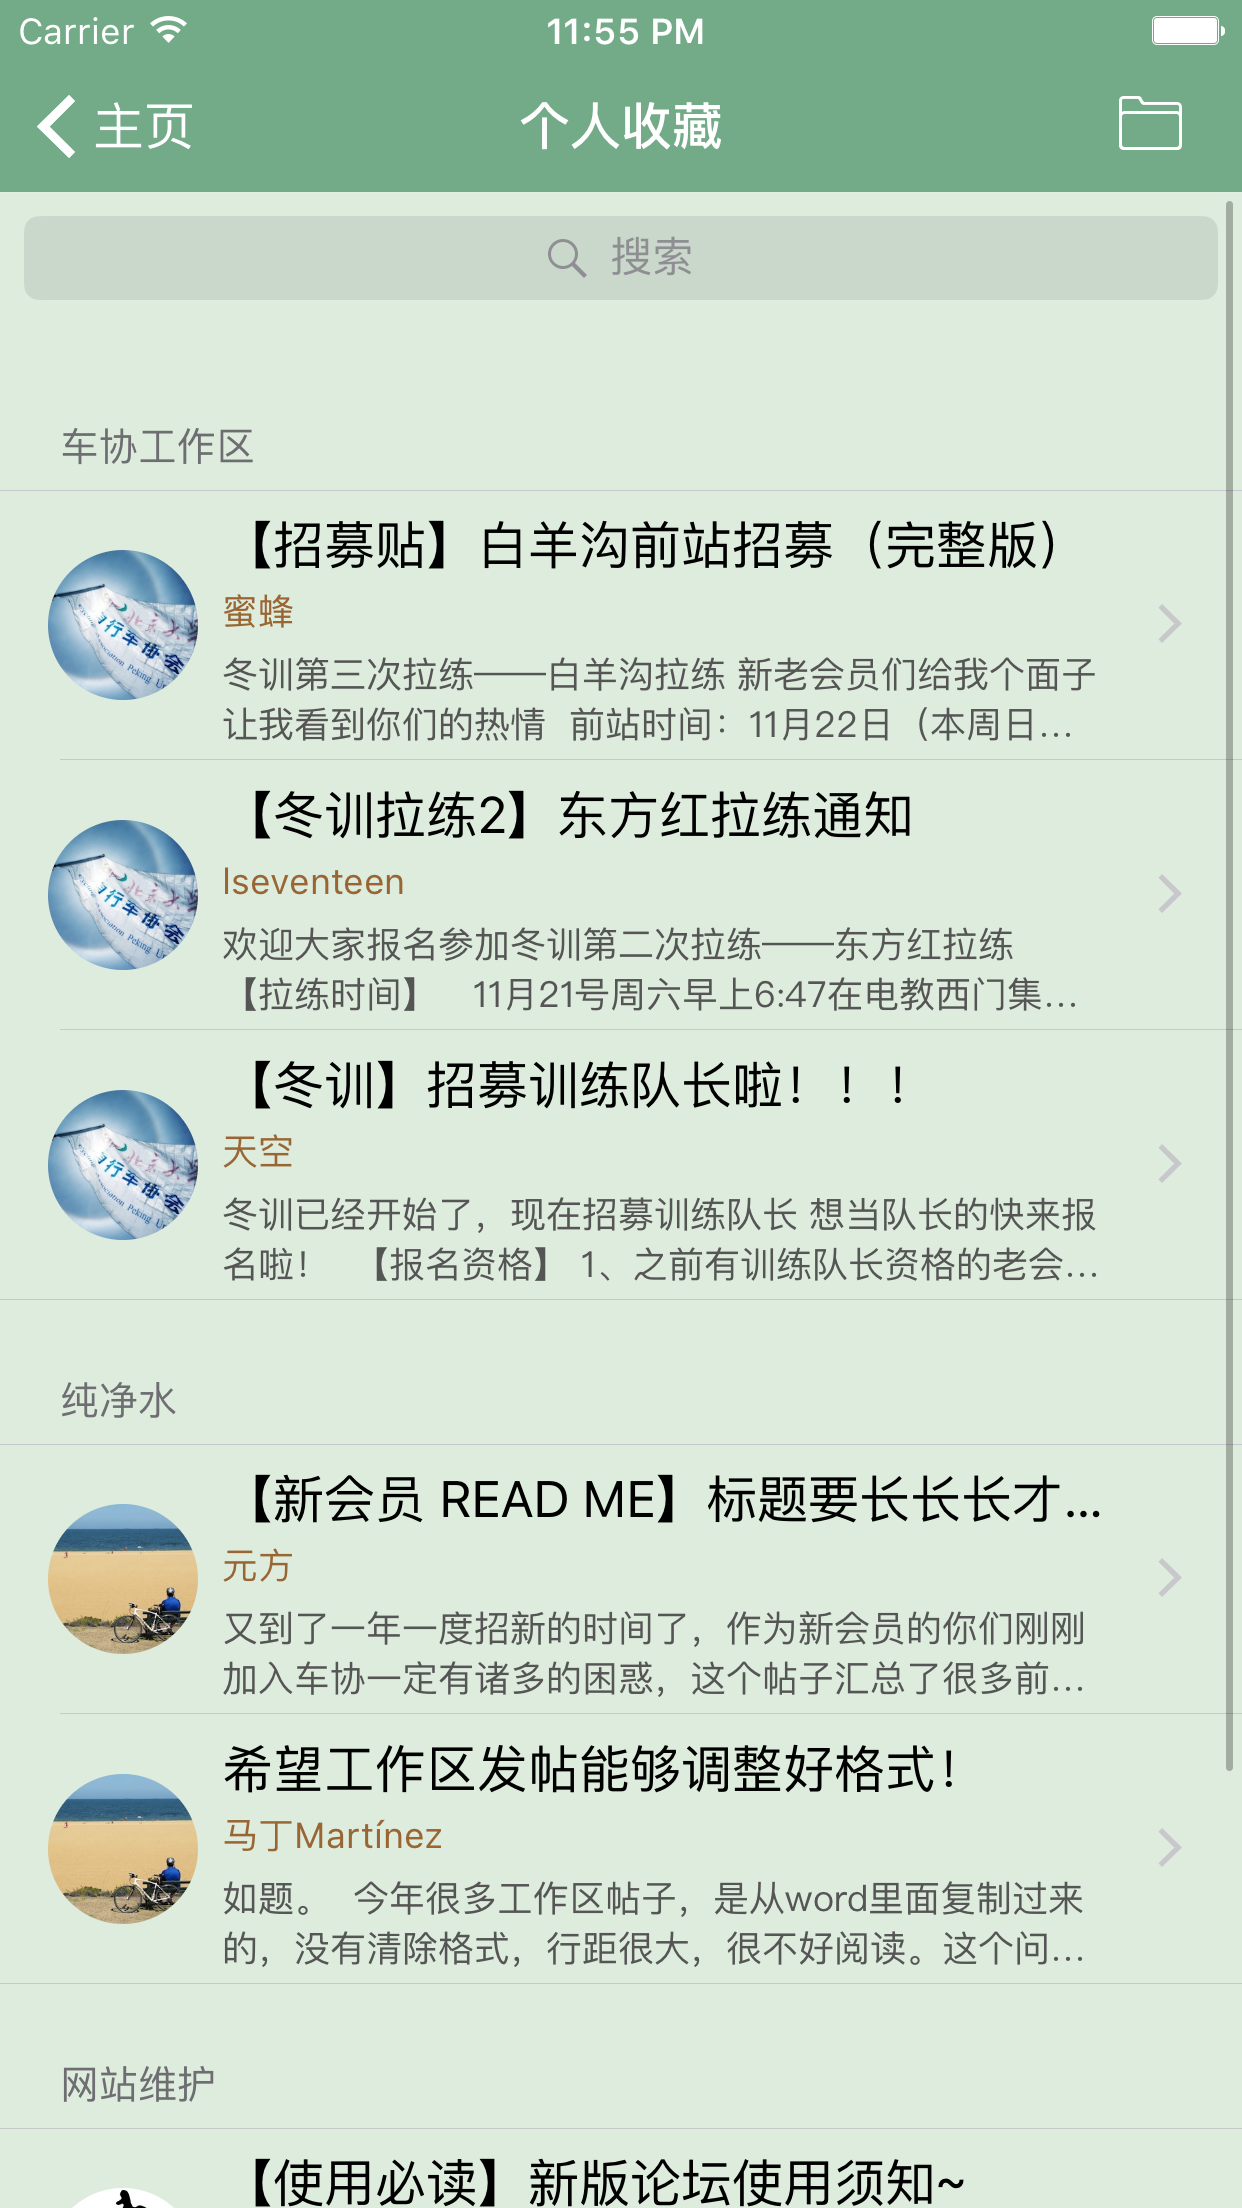 Carrier 11:55 PM
主页 个人收藏
搜索
车协工作区
【招募贴】白羊沟前站招募（完整版）
蜜蜂
冬训第三次拉练——白羊沟拉练 新老会员们给我个面子
让我看到你们的热情 前站时间：11月22日（本周日...
【冬训拉练2】东方红拉练通知
lseventeen
欢迎大家报名参加冬训第二次拉练——东方红拉练
【拉练时间】 11月21号周六早上6:47在电教西门集...
【冬训】招募训练队长啦！！！
天空
冬训已经开始了，现在招募训练队长 想当队长的快来报
名啦！ 【报名资格】 1、之前有训练队长资格的老会...
纯净水
【新会员 READ ME】标题要长长长才...
元方
又到了一年一度招新的时间了，作为新会员的你们刚刚
加入车协一定有诸多的困惑，这个帖子汇总了很多前...
希望工作区发帖能够调整好格式！
马丁Martínez
如题。 今年很多工作区帖子，是从word里面复制过来
的，没有清除格式，行距很大，很不好阅读。这个问...
网站维护
【使用必读】新版论坛使用须知~